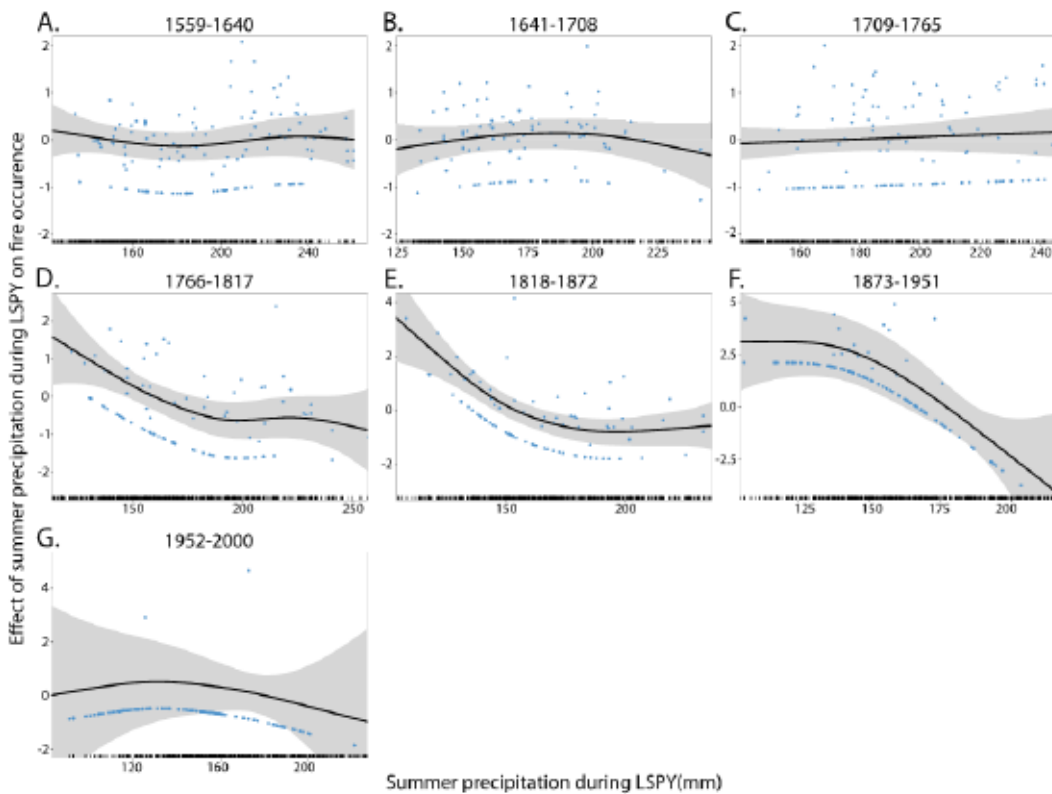 Effect of summer precipitation during LSPY on fire occurence
A. 1559-1640
2
1
0
-1
-2
160 200 240
B. 1641-1708
2
1
0
-1
-2
125 150 175 200 225
C. 1709-1765
2
1
0
-1
-2
160 180 200 220 240
D. 1766-1817
2
1
0
-1
-2
150 200 250
E. 1818-1872
4
2
0
-2
150 200
F. 1873-1951
5
2.5
0.0
-2.5
125 150 175 200
G. 1952-2000
4
2
0
-2
120 160 200
Summer precipitation during LSPY(mm)